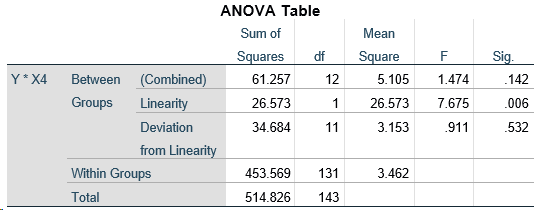 ANOVA Table
Sum of Squares df Mean Square F Sig.
Y * X4 Between Groups (Combined) 61.257 12 5.105 1.474 .142
Linearity 26.573 1 26.573 7.675 .006
Deviation from Linearity 34.684 11 3.153 .911 .532
Within Groups 453.569 131 3.462
Total 514.826 143